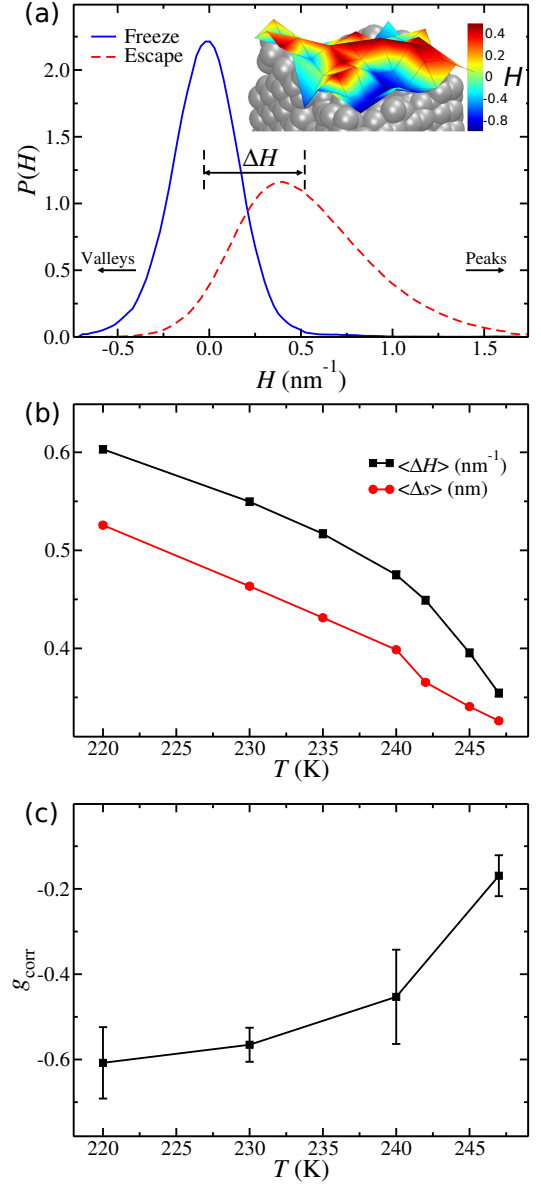 (a)
Freeze
Escape
0.4
0
-0.4
-0.8
H
2.0
1.5
1.0
0.5
0.0
P(H)
ΔH
Valleys
Peaks
-0.5
0.0
0.5
1.0
1.5
H (nm⁻¹)
(b)
<ΔH> (nm⁻¹)
<Δs> (nm)
0.6
0.5
0.4
220
225
230
235
240
245
T (K)
(c)
-0.2
-0.4
-0.6
g_corr
220
225
230
235
240
245
T (K)